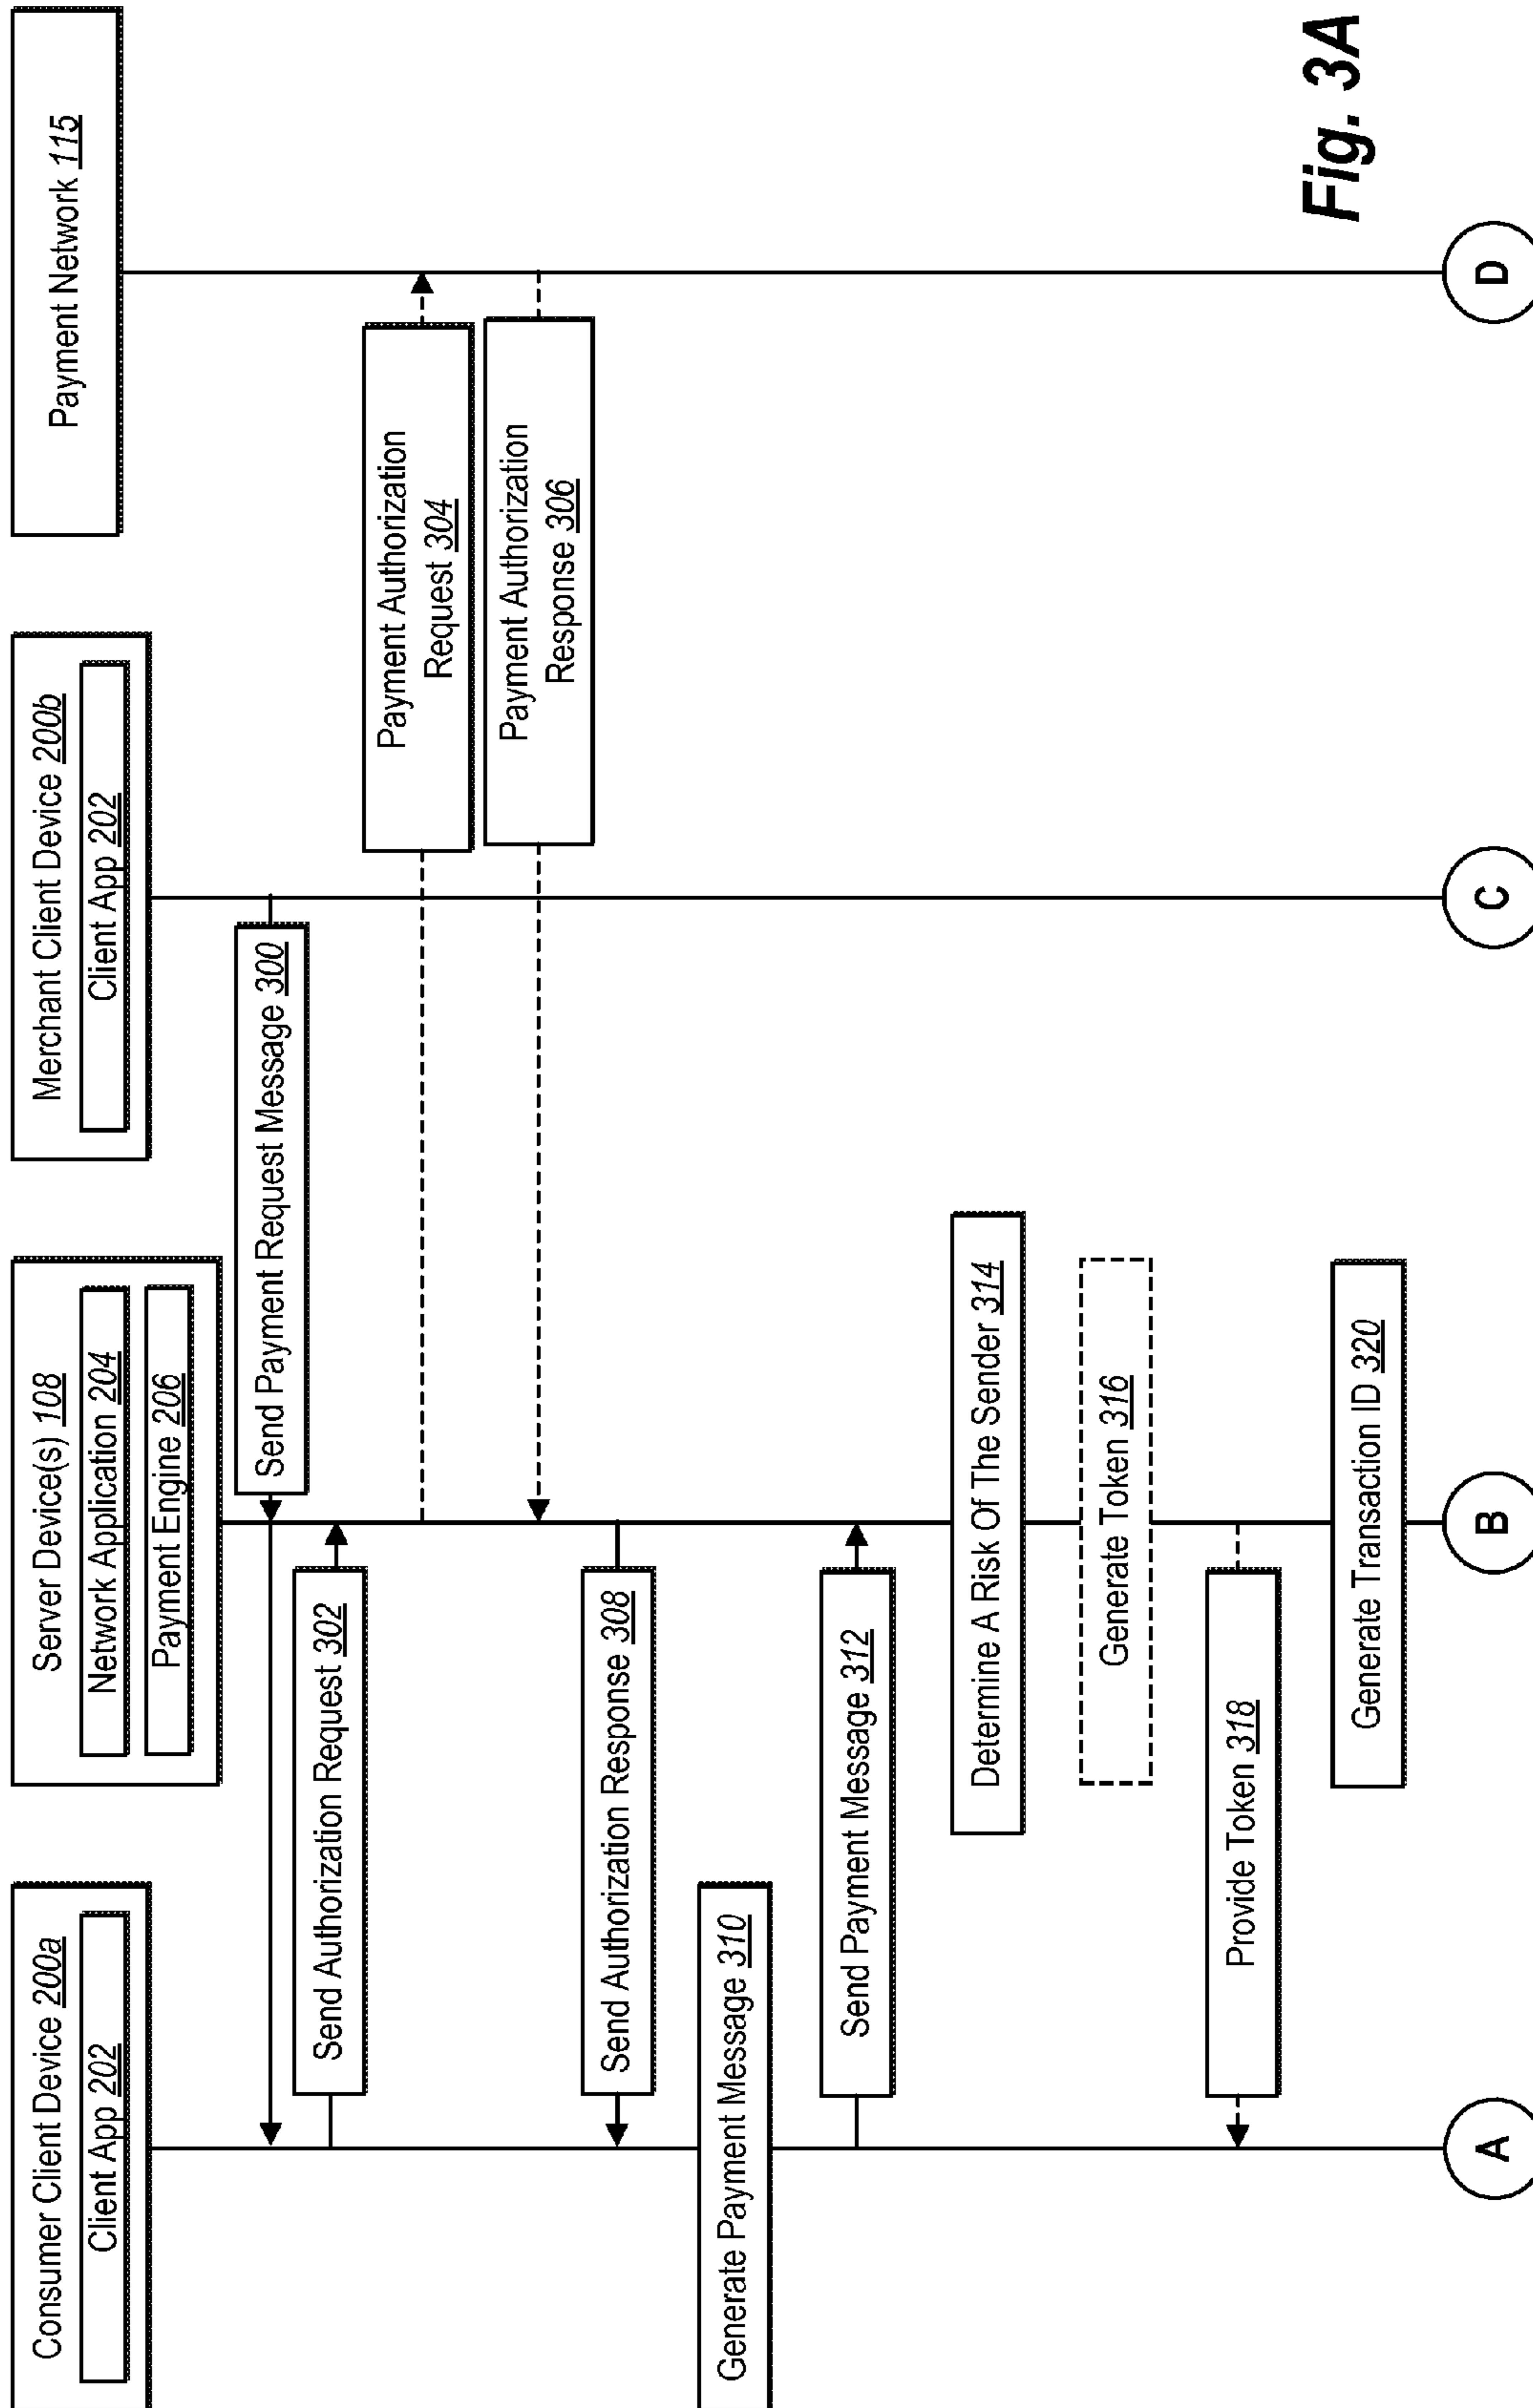 Consumer Client Device 200a
Client App 202
Server Device(s) 108
Network Application 204
Payment Engine 206
Merchant Client Device 200b
Client App 202
Payment Network 115
Send Payment Request Message 300
Send Authorization Request 302
Payment Authorization
Request 304
Payment Authorization
Response 306
Send Authorization Response 308
Generate Payment Message 310
Send Payment Message 312
Determine A Risk Of The Sender 314
Generate Token 316
Provide Token 318
Generate Transaction ID 320
A
B
C
D
Fig. 3A